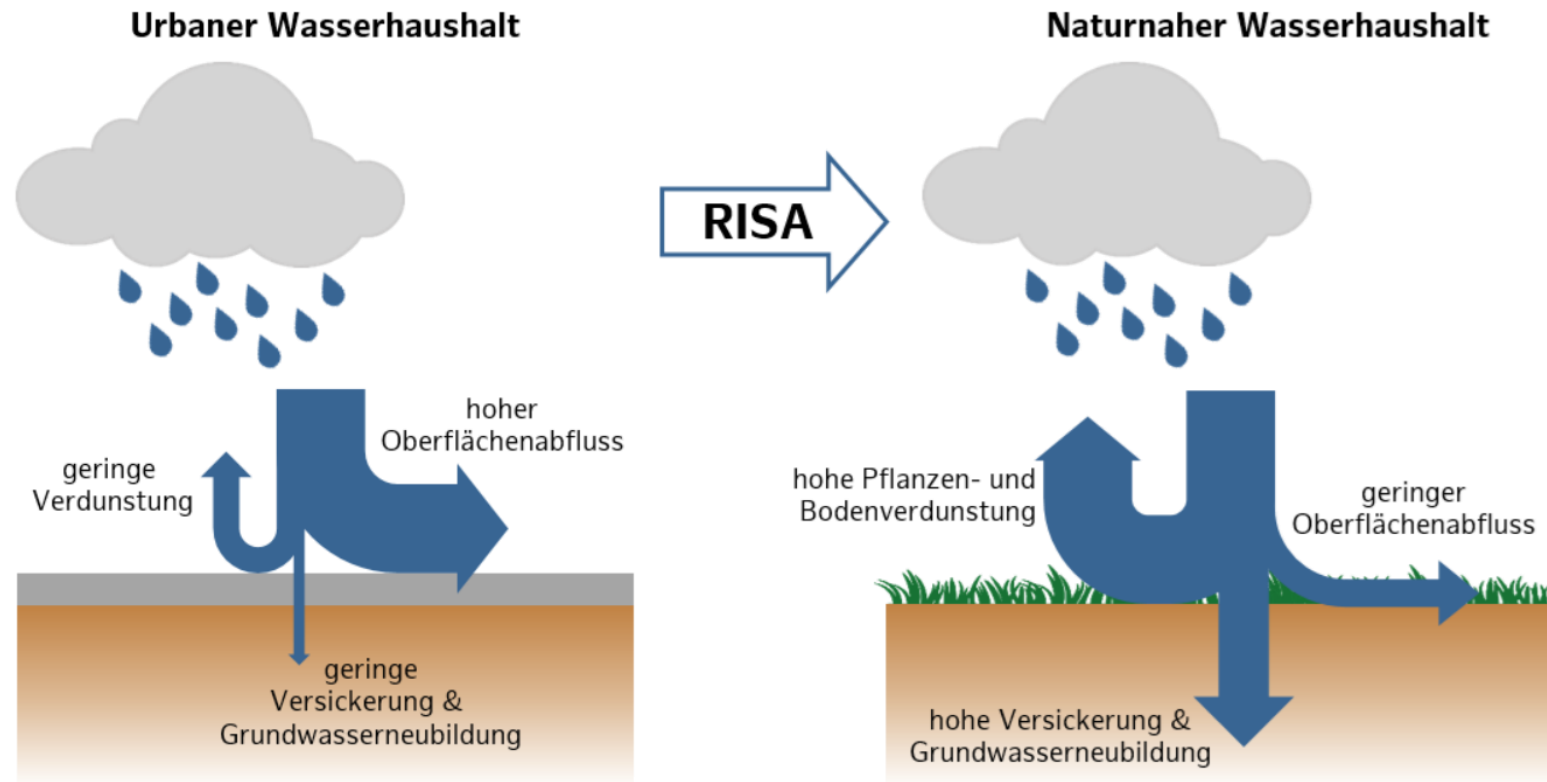 Urbaner Wasserhaushalt
Naturnaher Wasserhaushalt
RISA
hoher
Oberflächenabfluss
geringe
Verdunstung
geringe
Versickerung &
Grundwasserneubildung
hohe Pflanzen- und
Bodenverdunstung
geringer
Oberflächenabfluss
hohe Versickerung &
Grundwasserneubildung